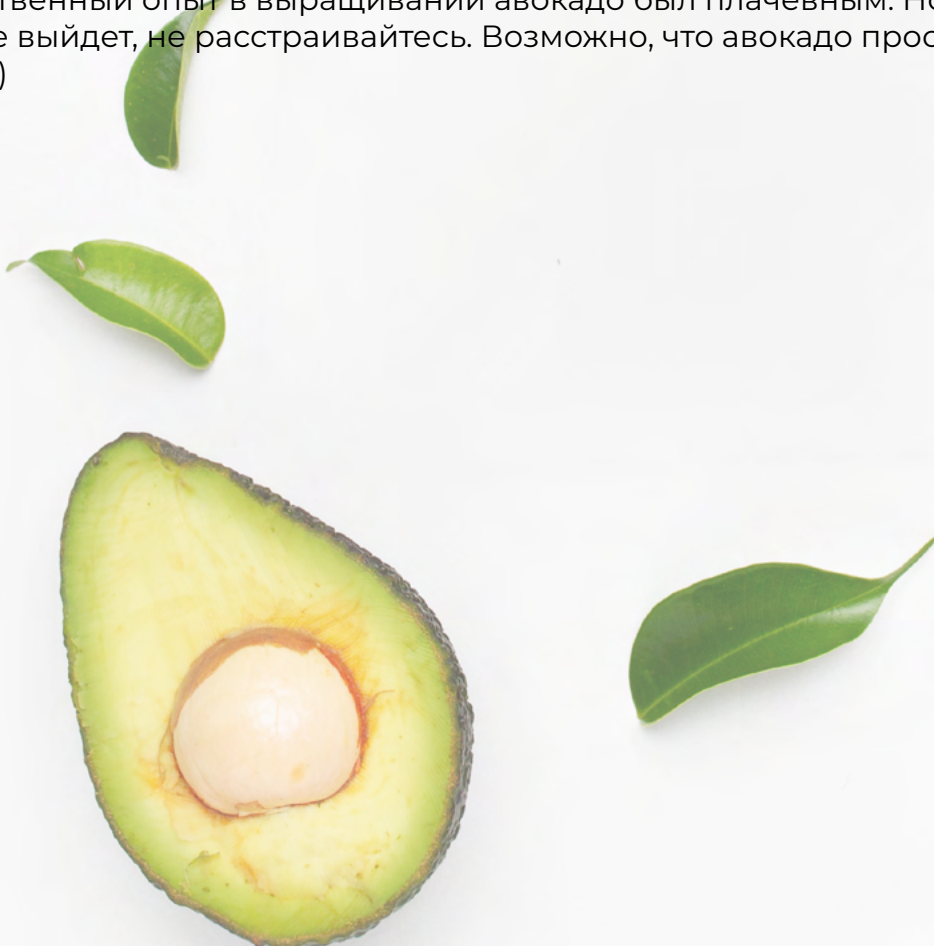 твенный опыт в выращивании авокадо был плачевным. Но
е выйдет, не расстраивайтесь. Возможно, что авокадо прос
)